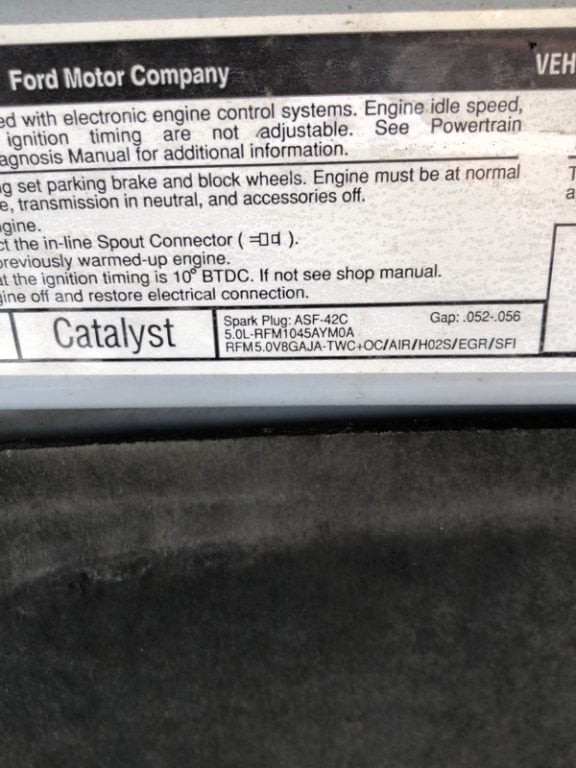 Ford Motor Company
VEH
ed with electronic engine control systems. Engine idle speed,
ignition timing are not adjustable. See Powertrain
agnosis Manual for additional information.
ng set parking brake and block wheels. Engine must be at normal
e, transmission in neutral, and accessories off.
gine.
ct the in-line Spout Connector ( ).
previously warmed-up engine.
at the ignition timing is 10° BTDC. If not see shop manual.
gine off and restore electrical connection.
T
a
Catalyst
Spark Plug: ASF-42C Gap: .052-.056
5.0L-RFM1045AYM0A
RFM5.0V8GAJA-TWC+OC/AIR/H02S/EGR/SFI